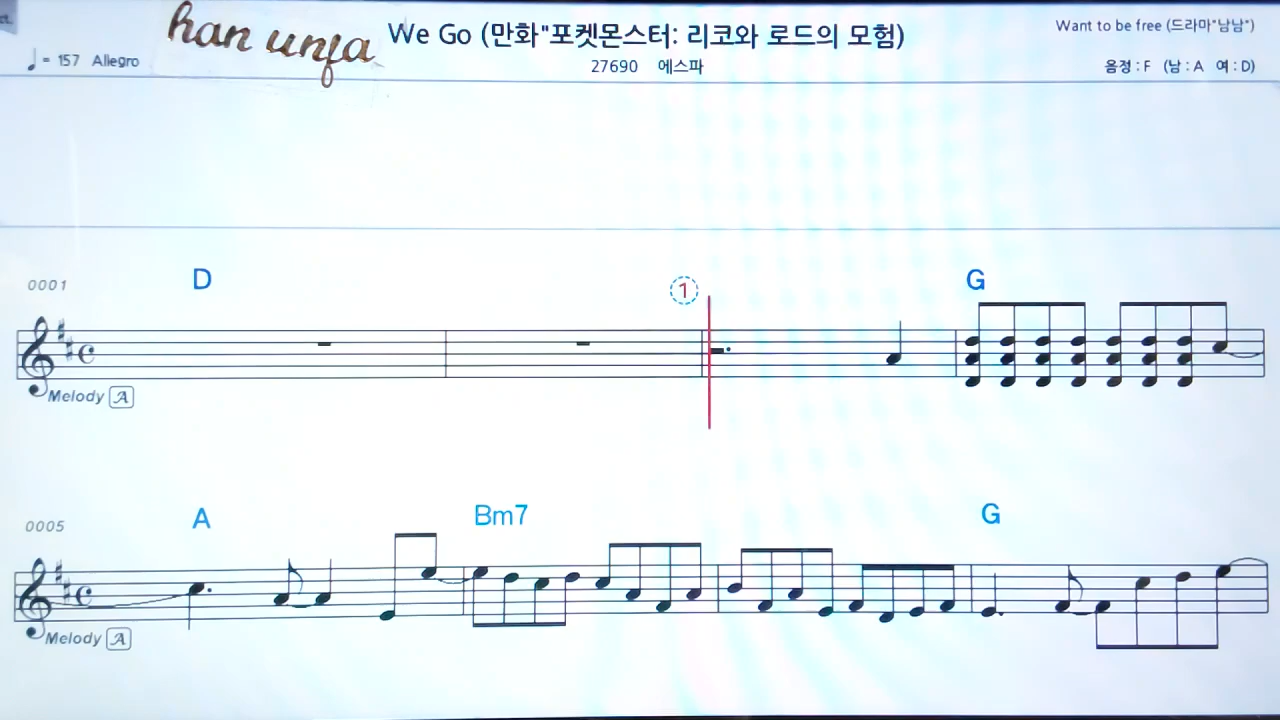 ct.
han unfa
We Go (만화"포켓몬스터: 리코와 로드의 모험)
Want to be free (드라마"남남")
♩ = 157 Allegro
27690 에스파
음정 : F (남 : A 여 : D)
0001
D
1
G
Melody A
0005
A
Bm7
G
Melody A